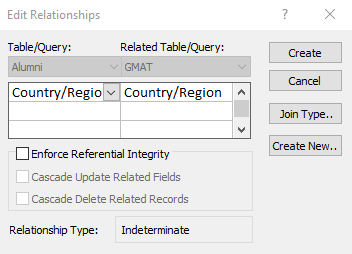 Edit Relationships ? ×
Table/Query: Related Table/Query: Create
Alumni GMAT
Country/Regio Country/Region Cancel
Join Type..
Enforce Referential Integrity Create New..
Cascade Update Related Fields
Cascade Delete Related Records
Relationship Type: Indeterminate